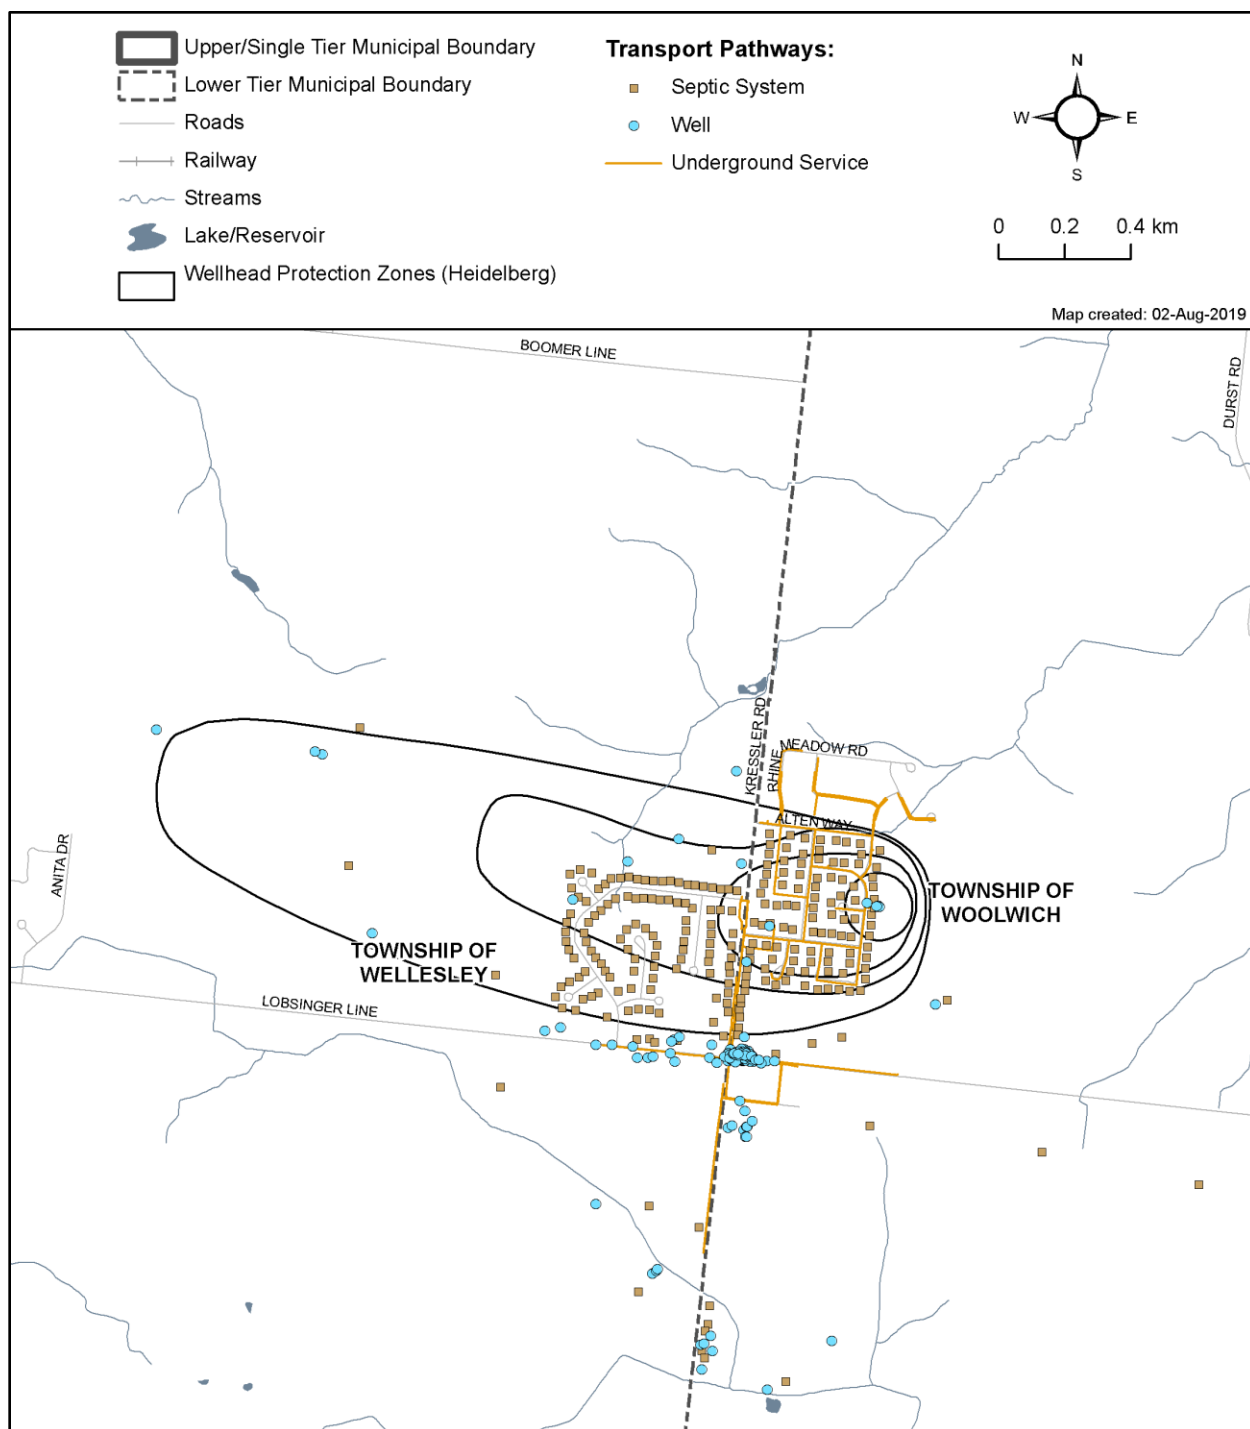 Upper/Single Tier Municipal Boundary
Lower Tier Municipal Boundary
Roads
Railway
Streams
Lake/Reservoir
Wellhead Protection Zones (Heidelberg)
Transport Pathways:
Septic System
Well
Underground Service
N
W E
S
0 0.2 0.4 km
Map created: 02-Aug-2019
BOOMER LINE
DURST RD
KRESSLER RD
RHINE
MEADOW RD
ALTEN WAY
ANITA DR
TOWNSHIP OF
WOOLWICH
TOWNSHIP OF
WELLESLEY
LOBSINGER LINE